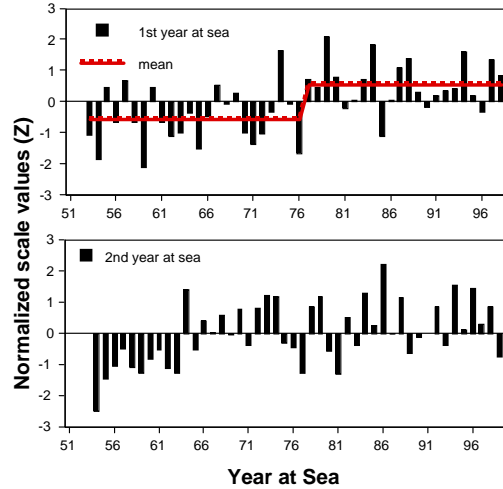 Normalized scale values (Z)
3
2
1
0
-1
-2
-3
1st year at sea
mean
51 56 61 66 71 76 81 86 91 96
3
2
1
0
-1
-2
-3
2nd year at sea
51 56 61 66 71 76 81 86 91 96
Year at Sea